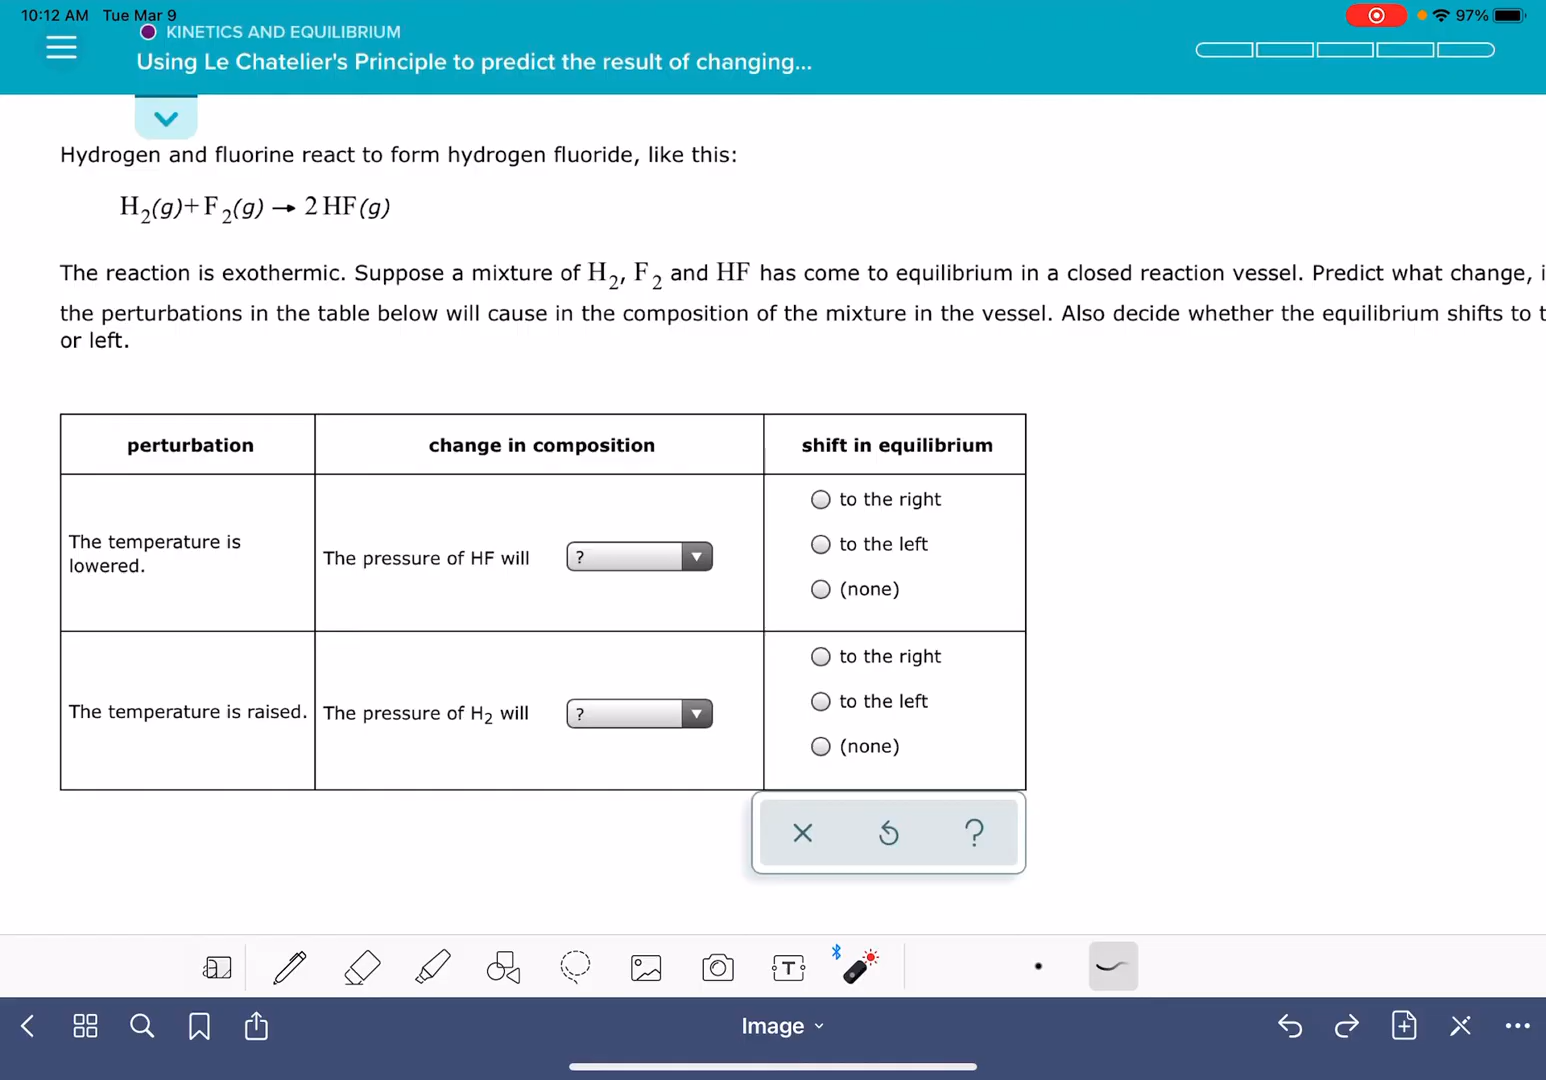 10:12 AM Tue Mar 9
97%
KINETICS AND EQUILIBRIUM
Using Le Chatelier's Principle to predict the result of changing...
Hydrogen and fluorine react to form hydrogen fluoride, like this:
H2(g)+F2(g) → 2 HF(g)
The reaction is exothermic. Suppose a mixture of H2, F2 and HF has come to equilibrium in a closed reaction vessel. Predict what change, i
the perturbations in the table below will cause in the composition of the mixture in the vessel. Also decide whether the equilibrium shifts to t
or left.
perturbation change in composition shift in equilibrium
The temperature is
lowered.
The pressure of HF will ?
to the right
to the left
(none)
The temperature is raised. The pressure of H2 will ?
to the right
to the left
(none)
?
a
T
Image